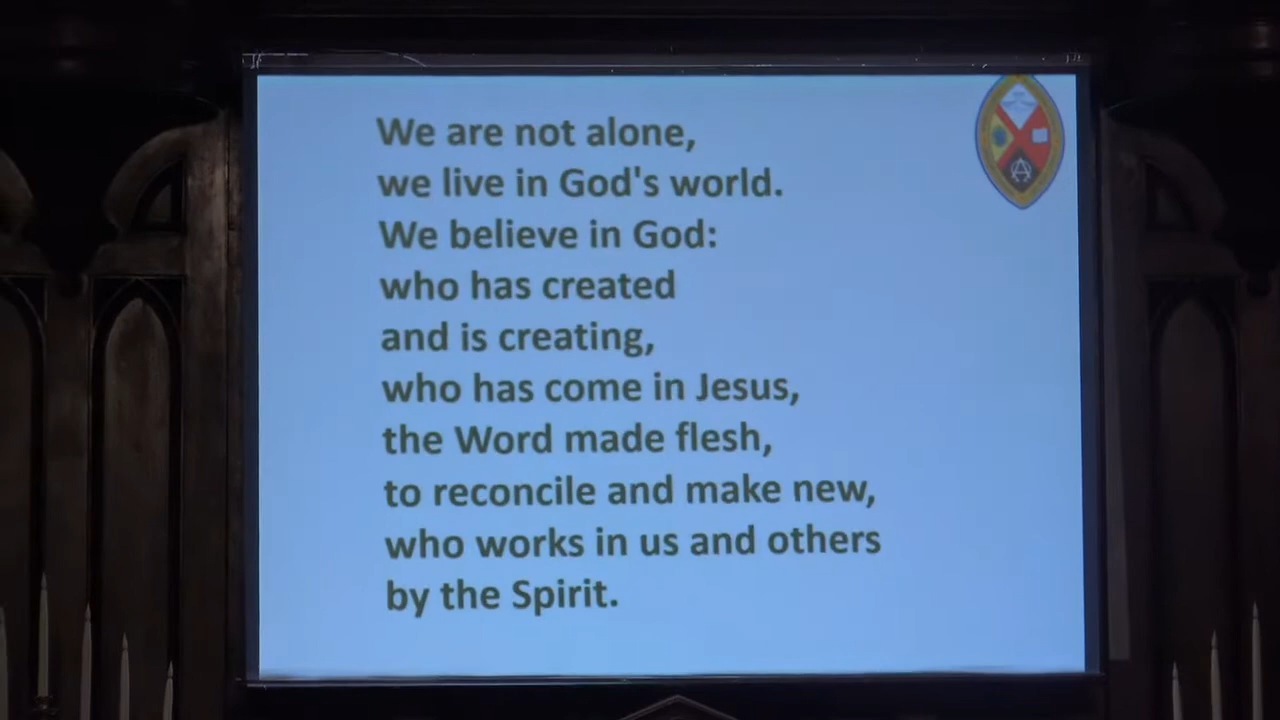 We are not alone,
we live in God's world.
We believe in God:
who has created
and is creating,
who has come in Jesus,
the Word made flesh,
to reconcile and make new,
who works in us and others
by the Spirit.